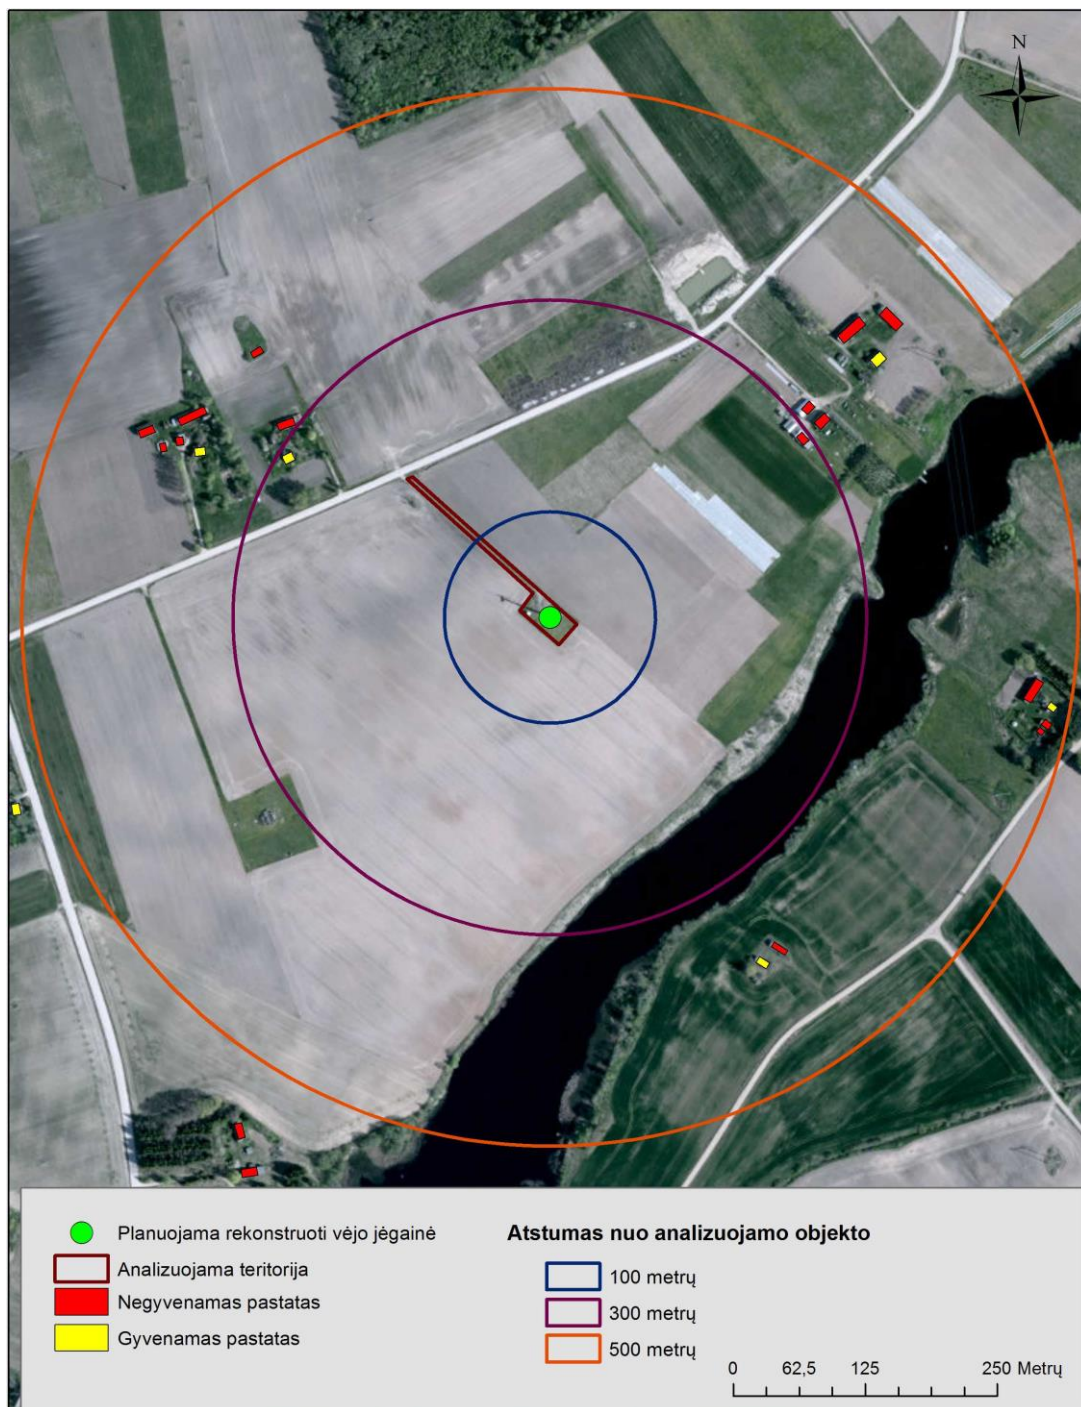 N
Planuojama rekonstruoti vėjo jėgainė
Analizuojama teritorija
Negyvenamas pastatas
Gyvenamas pastatas
Atstumas nuo analizuojamo objekto
100 metrų
300 metrų
500 metrų
0 62,5 125 250 Metrų